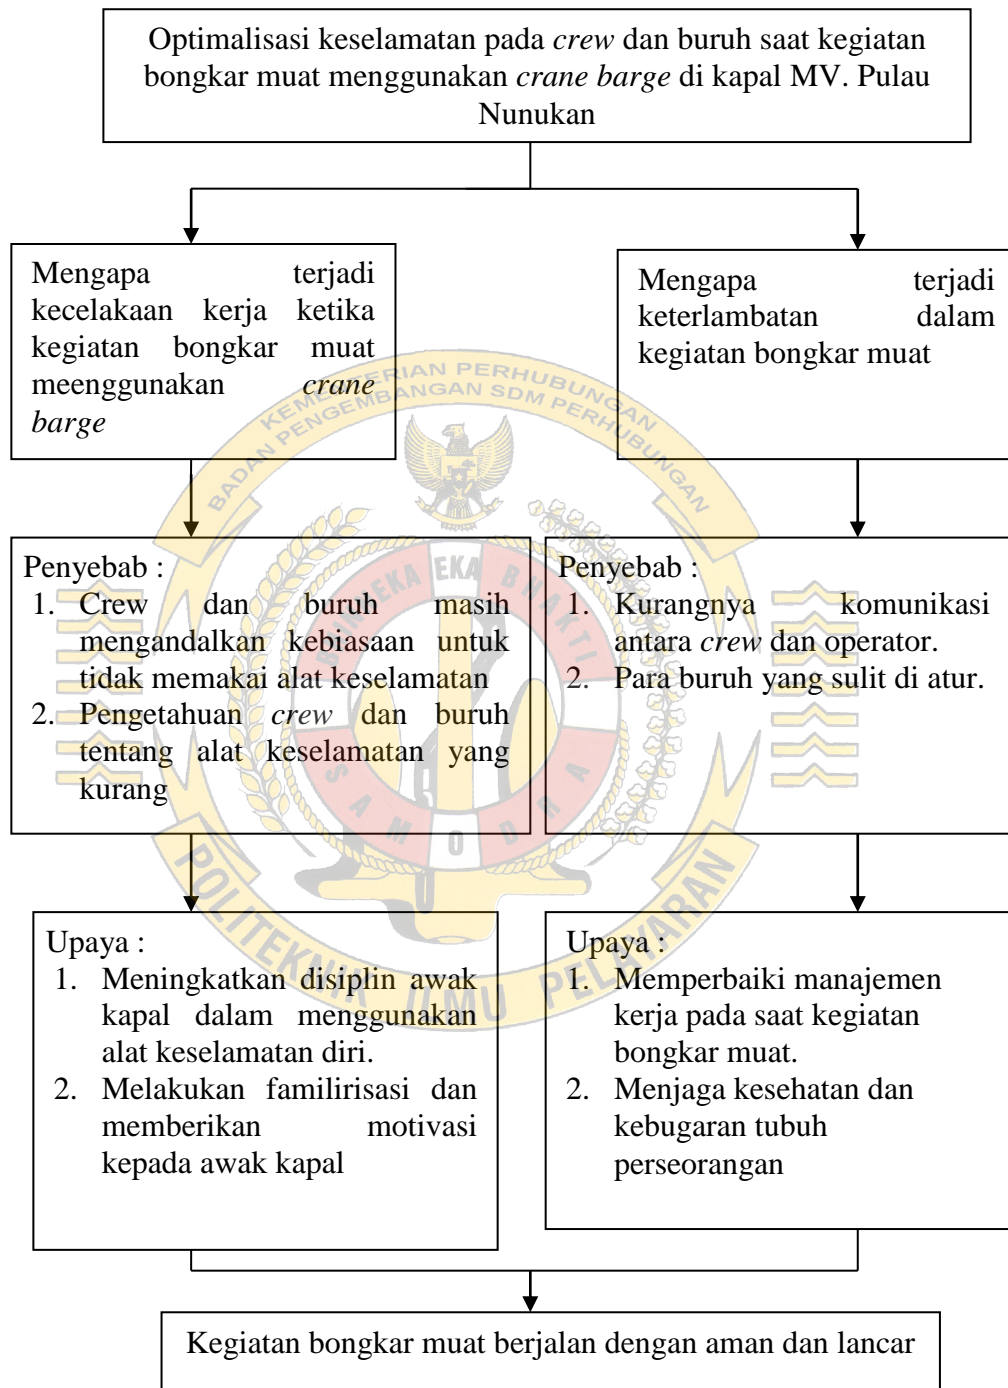 Optimalisasi keselamatan pada crew dan buruh saat kegiatan
bongkar muat menggunakan crane barge di kapal MV. Pulau
Nunukan
Mengapa terjadi
kecelakaan kerja ketika
kegiatan bongkar muat
meenggunakan crane
barge
Mengapa terjadi
keterlambatan dalam
kegiatan bongkar muat
KEMENTERIAN PERHUBUNGAN
BADAN PENGEMBANGAN SDM PERHUBUNGAN
Penyebab :
1. Crew dan buruh masih
mengandalkan kebiasaan untuk
tidak memakai alat keselamatan
2. Pengetahuan crew dan buruh
tentang alat keselamatan yang
kurang
Penyebab :
1. Kurangnya komunikasi
antara crew dan operator.
2. Para buruh yang sulit di atur.
BHINEKA EKA BHAKTI
SAMODRA
POLITEKNIK ILMU PELAYARAN
Upaya :
1. Meningkatkan disiplin awak
kapal dalam menggunakan
alat keselamatan diri.
2. Melakukan familirisasi dan
memberikan motivasi
kepada awak kapal
Upaya :
1. Memperbaiki manajemen
kerja pada saat kegiatan
bongkar muat.
2. Menjaga kesehatan dan
kebugaran tubuh
perseorangan
Kegiatan bongkar muat berjalan dengan aman dan lancar